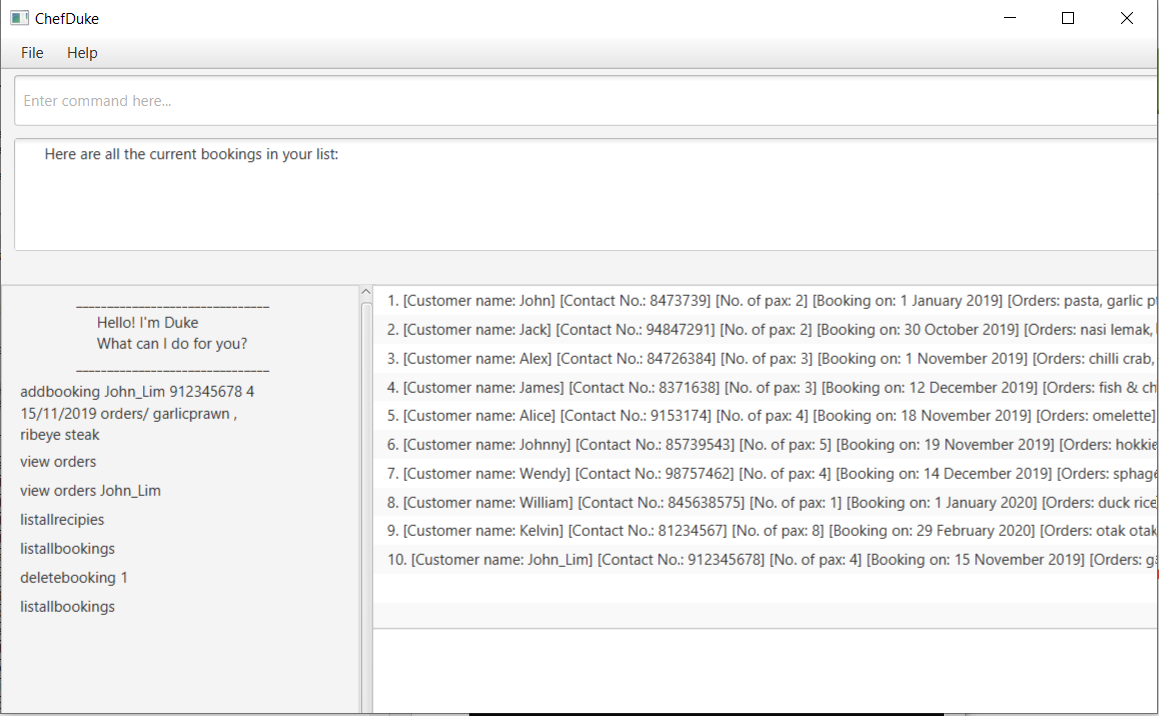 ChefDuke
File Help
Enter command here...
Here are all the current bookings in your list:
_______________________________
Hello! I'm Duke
What can I do for you?
_______________________________
addbooking John_Lim 912345678 4
15/11/2019 orders/ garlicprawn ,
ribeye steak
view orders
view orders John_Lim
listallrecipies
listallbookings
deletebooking 1
listallbookings
1. [Customer name: John] [Contact No.: 8473739] [No. of pax: 2] [Booking on: 1 January 2019] [Orders: pasta, garlic
2. [Customer name: Jack] [Contact No.: 94847291] [No. of pax: 2] [Booking on: 30 October 2019] [Orders: nasi lemak,
3. [Customer name: Alex] [Contact No.: 84726384] [No. of pax: 3] [Booking on: 1 November 2019] [Orders: chilli crab,
4. [Customer name: James] [Contact No.: 8371638] [No. of pax: 3] [Booking on: 12 December 2019] [Orders: fish & ch
5. [Customer name: Alice] [Contact No.: 9153174] [No. of pax: 4] [Booking on: 18 November 2019] [Orders: omelette]
6. [Customer name: Johnny] [Contact No.: 85739543] [No. of pax: 5] [Booking on: 19 November 2019] [Orders: hokkie
7. [Customer name: Wendy] [Contact No.: 98757462] [No. of pax: 4] [Booking on: 14 December 2019] [Orders: sphage
8. [Customer name: William] [Contact No.: 845638575] [No. of pax: 1] [Booking on: 1 January 2020] [Orders: duck rice
9. [Customer name: Kelvin] [Contact No.: 81234567] [No. of pax: 8] [Booking on: 29 February 2020] [Orders: otak otak
10. [Customer name: John_Lim] [Contact No.: 912345678] [No. of pax: 4] [Booking on: 15 November 2019] [Orders: ga